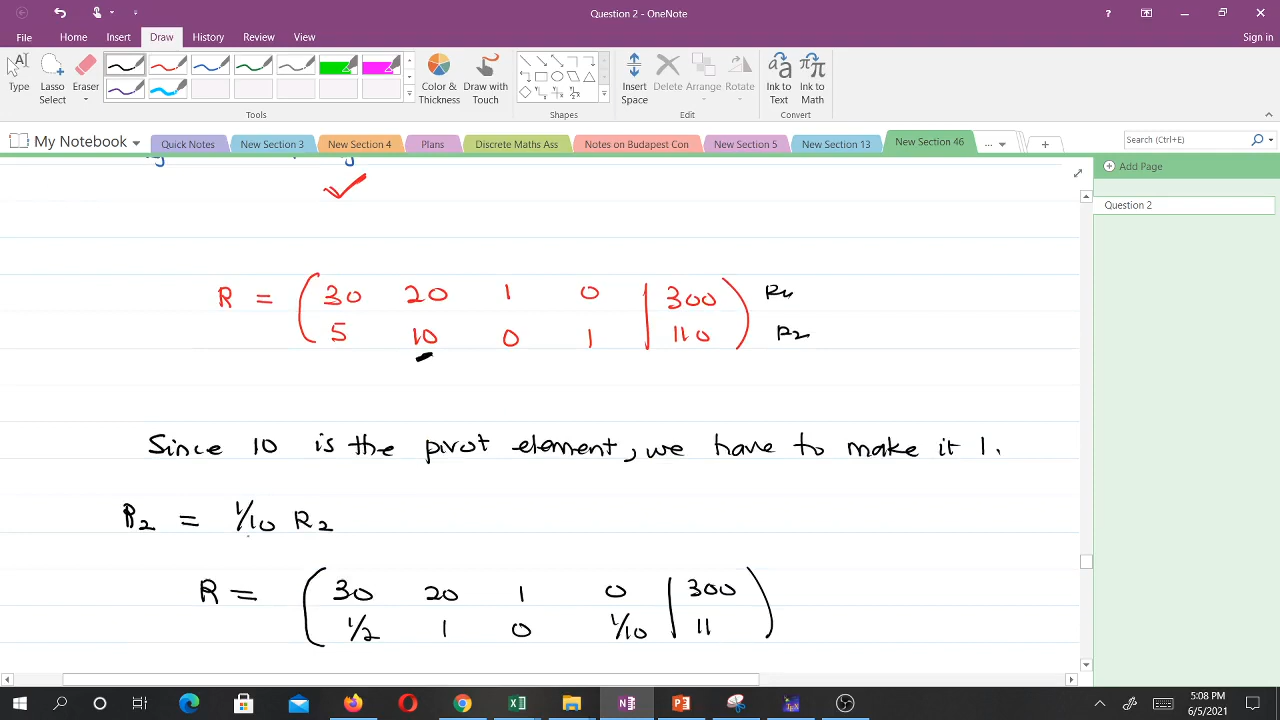 Question 2 - OneNote
File Home Insert Draw History Review View Sign in
Type Lasso Select Eraser Color & Thickness Draw with Touch Insert Space Delete Arrange Rotate Ink to Text Ink to Math
Tools Shapes Edit Convert
My Notebook Quick Notes New Section 3 New Section 4 Plans Discrete Maths Ass Notes on Budapest Con New Section 5 New Section 13 New Section 46 ... Search (Ctrl+E)
Add Page
Question 2
R = ( 30 20 1 0 | 300 ) R1
5 10 0 1 | 110 R2
Since 10 is the pivot element, we have to make it 1.
R2 = 1/10 R2
R = ( 30 20 1 0 | 300 )
1/2 1 0 1/10 | 11
5:08 PM
6/5/2021